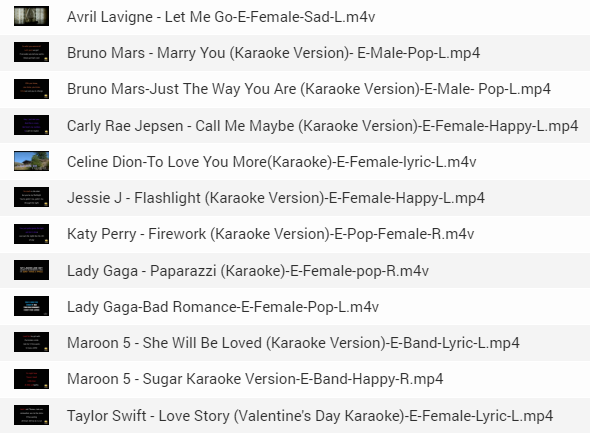 Avril Lavigne - Let Me Go-E-Female-Sad-L.m4v
Bruno Mars - Marry You (Karaoke Version)- E-Male-Pop-L.mp4
Bruno Mars-Just The Way You Are (Karaoke Version)-E-Male- Pop-L.mp4
Carly Rae Jepsen - Call Me Maybe (Karaoke Version)-E-Female-Happy-L.mp4
Celine Dion-To Love You More(Karaoke)-E-Female-lyric-L.m4v
Jessie J - Flashlight (Karaoke Version)-E-Female-Happy-L.mp4
Katy Perry - Firework (Karaoke Version)-E-Pop-Female-R.m4v
Lady Gaga - Paparazzi (Karaoke)-E-Female-pop-R.m4v
Lady Gaga-Bad Romance-E-Female-Pop-L.m4v
Maroon 5 - She Will Be Loved (Karaoke Version)-E-Band-Lyric-L.mp4
Maroon 5 - Sugar Karaoke Version-E-Band-Happy-R.mp4
Taylor Swift - Love Story (Valentine's Day Karaoke)-E-Female-Lyric-L.mp4